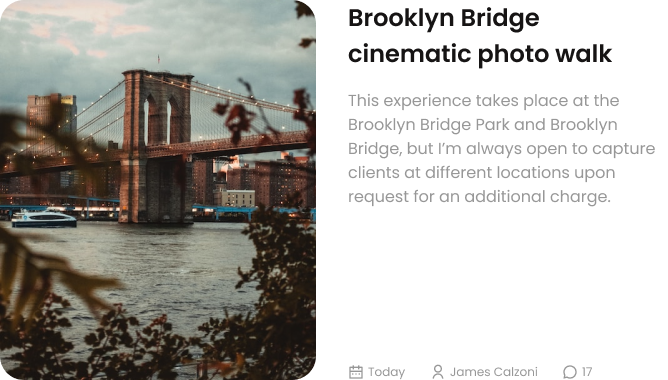 Brooklyn Bridge
cinematic photo walk
This experience takes place at the
Brooklyn Bridge Park and Brooklyn
Bridge, but I’m always open to capture
clients at different locations upon
request for an additional charge.
Today James Calzoni 17